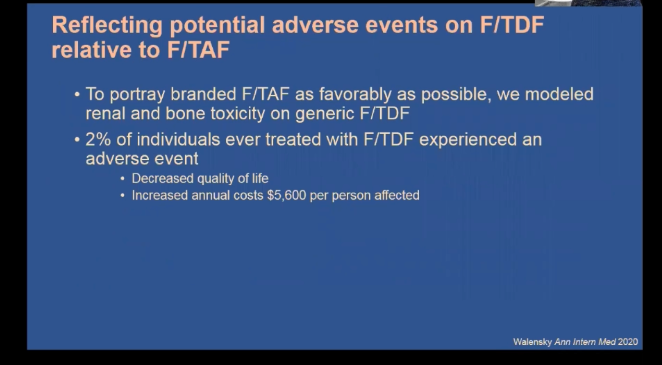 Reflecting potential adverse events on F/TDF
relative to F/TAF
• To portray branded F/TAF as favorably as possible, we modeled
renal and bone toxicity on generic F/TDF
• 2% of individuals ever treated with F/TDF experienced an
adverse event
• Decreased quality of life
• Increased annual costs $5,600 per person affected
Walensky Ann Intern Med 2020